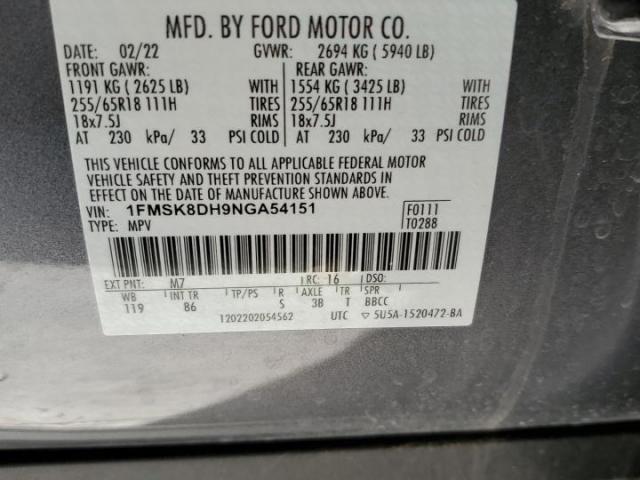 MFD. BY FORD MOTOR CO.
DATE: 02/22 GVWR: 2694 KG ( 5940 LB)
FRONT GAWR: REAR GAWR:
1191 KG ( 2625 LB) WITH 1554 KG ( 3425 LB) WITH
255/65R18 111H TIRES 255/65R18 111H TIRES
18x7.5J RIMS 18x7.5J RIMS
AT 230 kPa/ 33 PSI COLD AT 230 kPa/ 33 PSI COLD
THIS VEHICLE CONFORMS TO ALL APPLICABLE FEDERAL MOTOR
VEHICLE SAFETY AND THEFT PREVENTION STANDARDS IN
EFFECT ON THE DATE OF MANUFACTURE SHOWN ABOVE.
VIN: 1FMSK8DH9NGA54151 F0111
TYPE: MPV T0288
EXT PNT: M7 RC: 16 DSO:
WB INT TR TP/PS R AXLE TR SPR
119 86 S 3B T BBCC
1202202054562 UTC ▽ 5U5A-1520472-BA